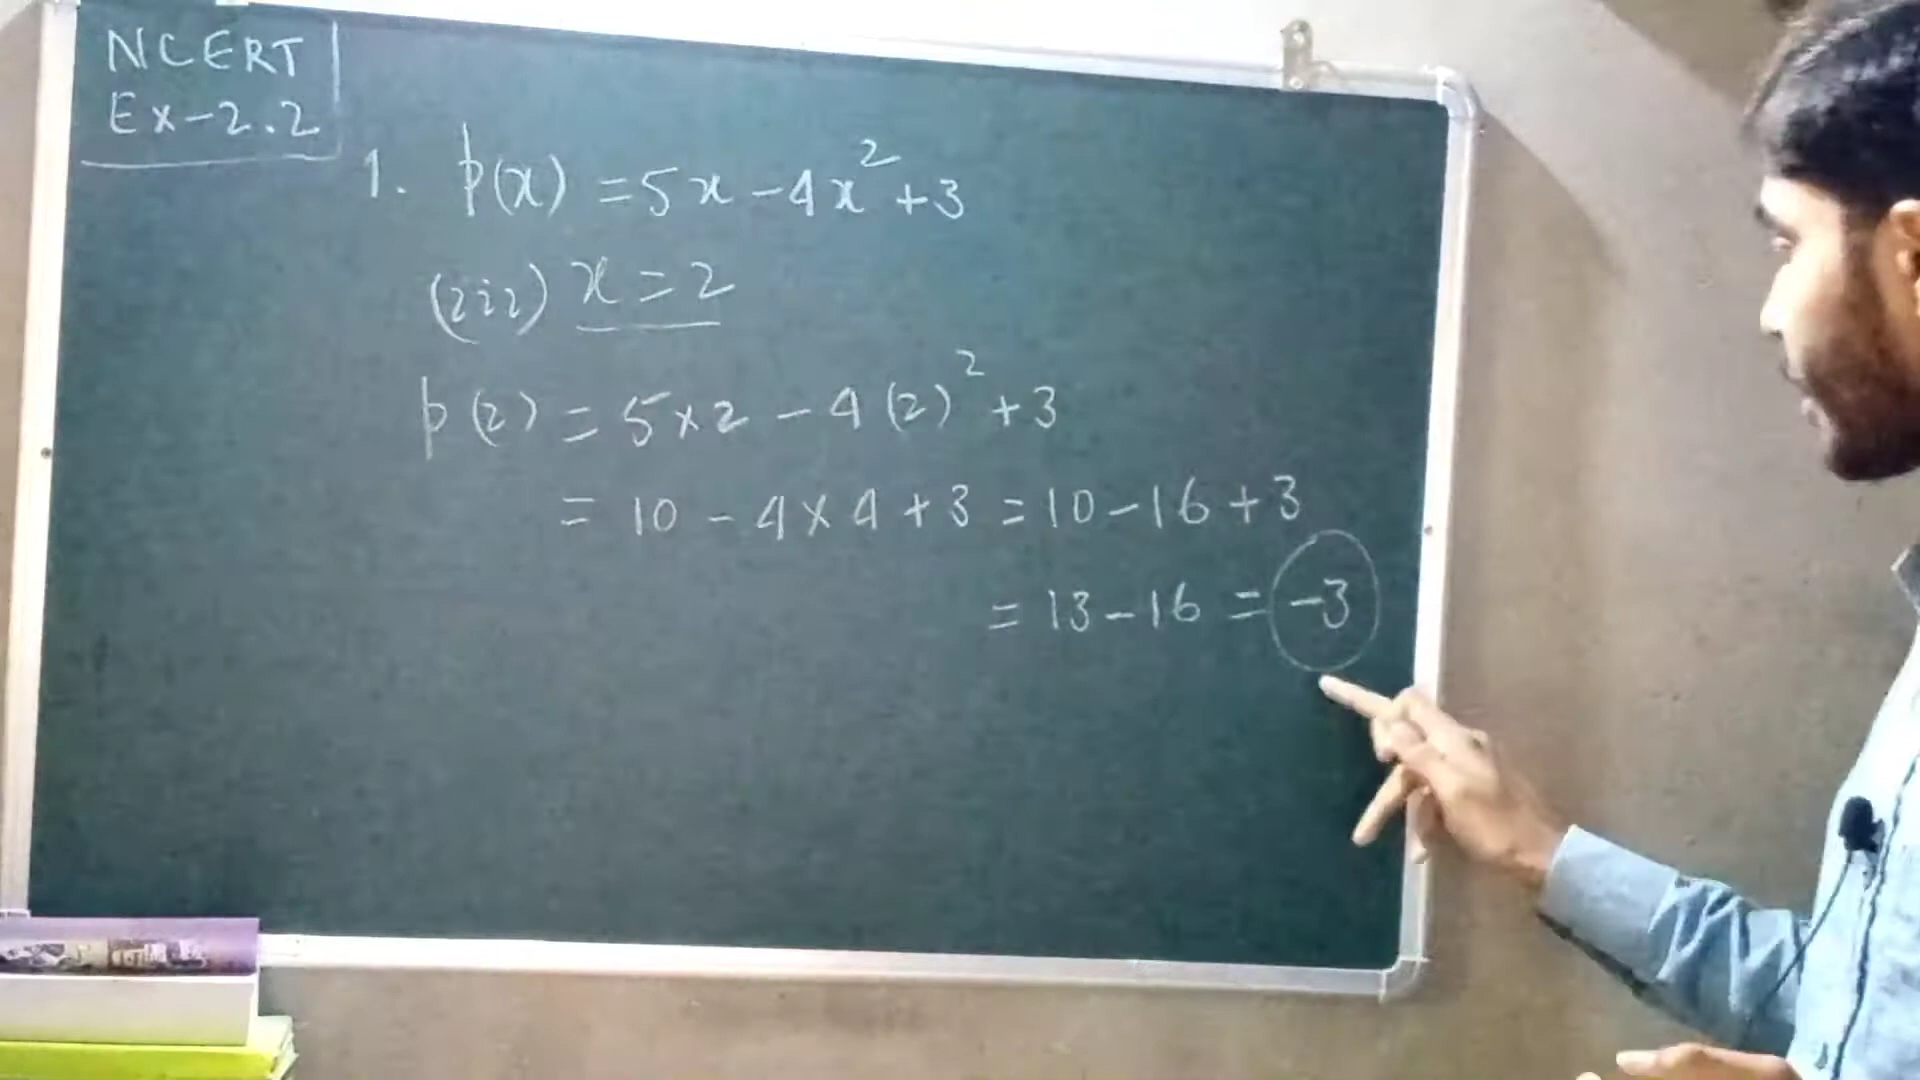 NCERT
Ex-2.2
1. p(x) = 5x - 4x² + 3
(iii) x = 2
p(2) = 5×2 - 4(2)² + 3
= 10 - 4×4 + 3 = 10 - 16 + 3
= 13 - 16 = -3